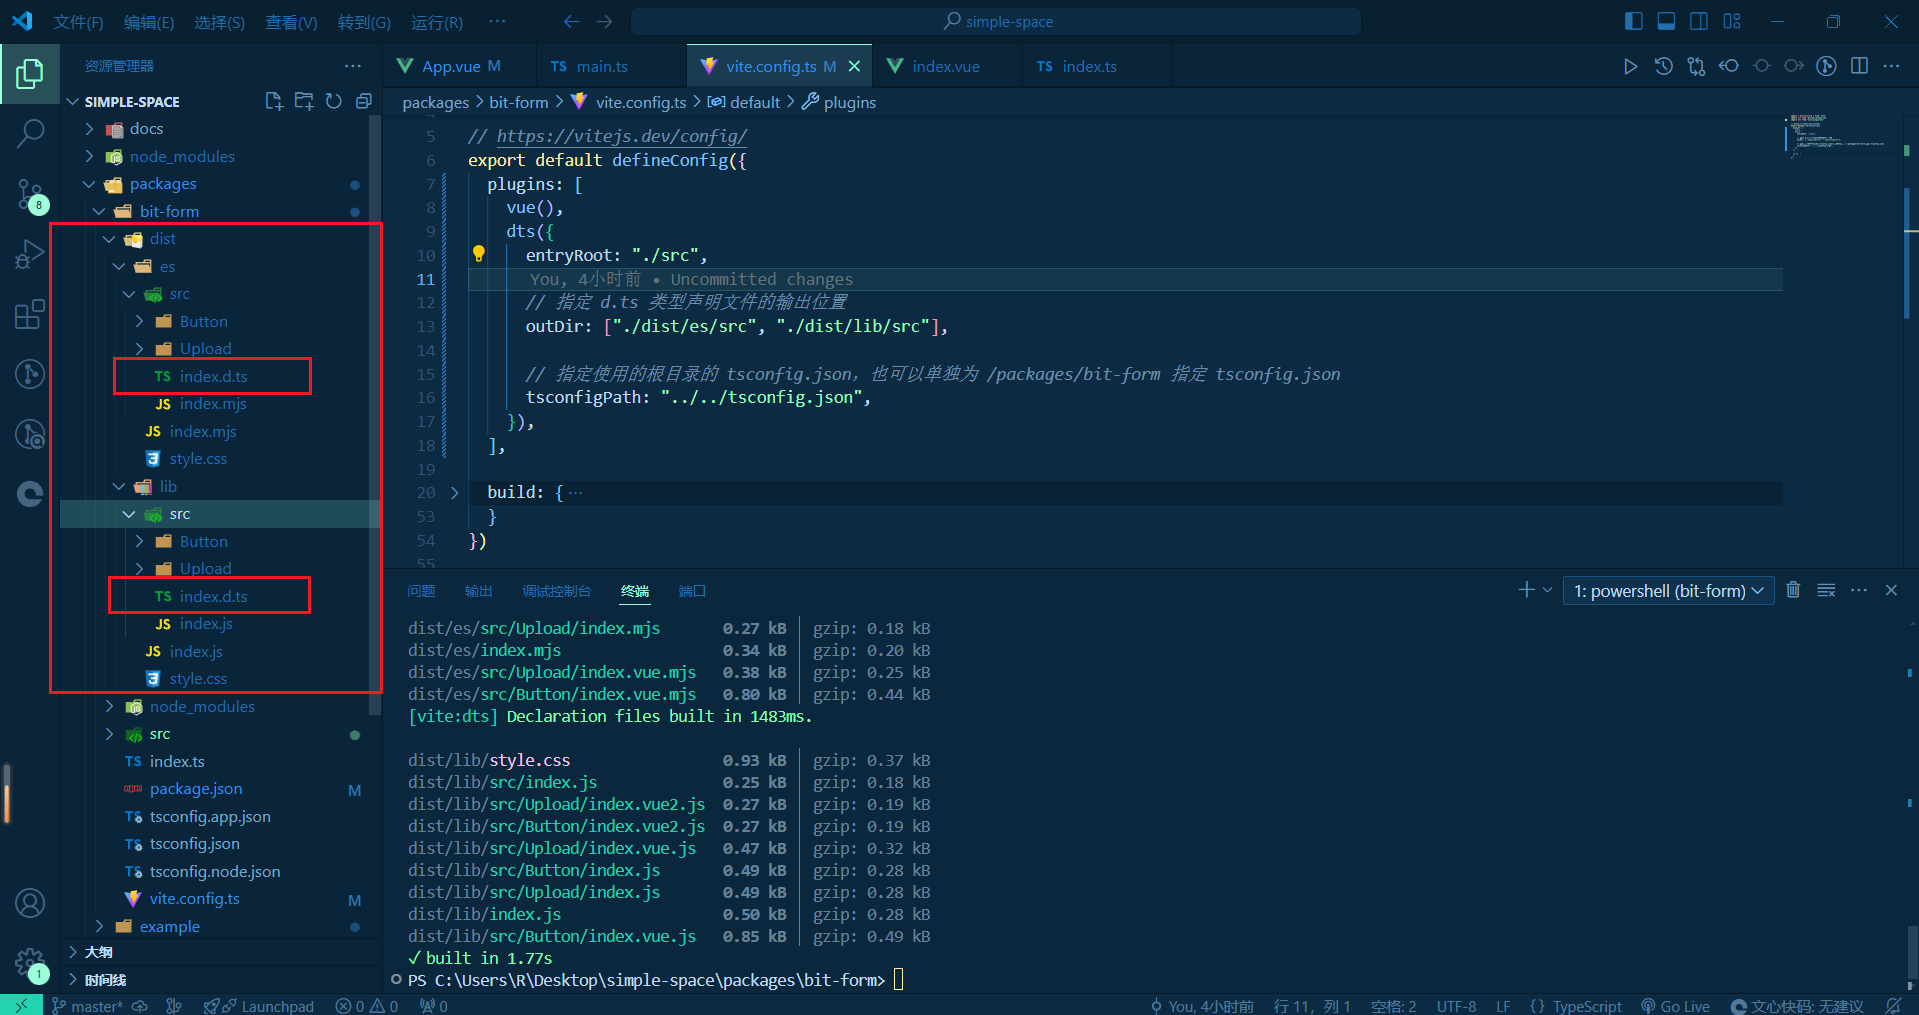 文件(F) 编辑(E) 选择(S) 查看(V) 转到(G) 运行(R) ··· simple-space
资源管理器 ···
SIMPLE-SPACE
docs
node_modules
packages
bit-form
dist
es
src
Button
Upload
TS index.d.ts
JS index.mjs
JS index.mjs
style.css
lib
src
Button
Upload
TS index.d.ts
JS index.js
JS index.js
style.css
node_modules
src
TS index.ts
package.json M
TS tsconfig.app.json
TS tsconfig.json
TS tsconfig.node.json
vite.config.ts M
example
大纲
时间线
8
1
App.vue M
TS main.ts
vite.config.ts M
index.vue
TS index.ts
packages > bit-form > vite.config.ts > default > plugins
5 // https://vitejs.dev/config/
6 export default defineConfig({
7 plugins: [
8 vue(),
9 dts({
10 entryRoot: "./src",
11 You, 4小时前 • Uncommitted changes
12 // 指定 d.ts 类型声明文件的输出位置
13 outDir: ["./dist/es/src", "./dist/lib/src"],
14
15 // 指定使用的根目录的 tsconfig.json，也可以单独为 /packages/bit-form 指定 tsconfig.json
16 tsconfigPath: "../../tsconfig.json",
17 }),
18 ],
19
20 build: { ···
53 }
54 })
55
问题 输出 调试控制台 终端 端口 1: powershell (bit-form)
dist/es/src/Upload/index.mjs 0.27 kB │ gzip: 0.18 kB
dist/es/index.mjs 0.34 kB │ gzip: 0.20 kB
dist/es/src/Upload/index.vue.mjs 0.38 kB │ gzip: 0.25 kB
dist/es/src/Button/index.vue.mjs 0.80 kB │ gzip: 0.44 kB
[vite:dts] Declaration files built in 1483ms.
dist/lib/style.css 0.93 kB │ gzip: 0.37 kB
dist/lib/src/index.js 0.25 kB │ gzip: 0.18 kB
dist/lib/src/Upload/index.vue2.js 0.27 kB │ gzip: 0.19 kB
dist/lib/src/Button/index.vue2.js 0.27 kB │ gzip: 0.19 kB
dist/lib/src/Upload/index.vue.js 0.47 kB │ gzip: 0.32 kB
dist/lib/src/Button/index.js 0.49 kB │ gzip: 0.28 kB
dist/lib/src/Upload/index.js 0.49 kB │ gzip: 0.28 kB
dist/lib/index.js 0.50 kB │ gzip: 0.28 kB
dist/lib/src/Button/index.vue.js 0.85 kB │ gzip: 0.49 kB
✓ built in 1.77s
PS C:\Users\R\Desktop\simple-space\packages\bit-form>
master* Launchpad 0 0 0 You, 4小时前 行 11，列 1 空格: 2 UTF-8 LF {} TypeScript Go Live 文心快码: 无建议